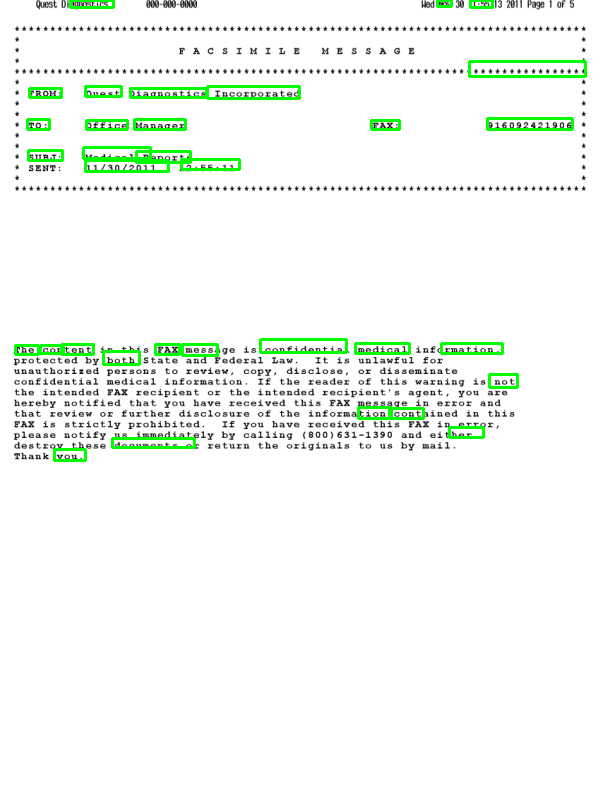 Quest Diagnostics 000-000-0000 Wed Nov 30 12:55:13 2011 Page 1 of 5
FACSIMILE MESSAGE
* FROM: Quest Diagnostics Incorporated *
* TO: Office Manager FAX: 916092421906 *
* SUBJ: Medical Reports *
* SENT: 11/30/2011 12:55:11 *
The content in this FAX message is confidential medical information,
protected by both State and Federal Law. It is unlawful for
unauthorized persons to review, copy, disclose, or disseminate
confidential medical information. If the reader of this warning is not
the intended FAX recipient or the intended recipient's agent, you are
hereby notified that you have received this FAX message in error and
that review or further disclosure of the information contained in this
FAX is strictly prohibited. If you have received this FAX in error,
please notify us immediately by calling (800)631-1390 and either
destroy these documents or return the originals to us by mail.
Thank you.